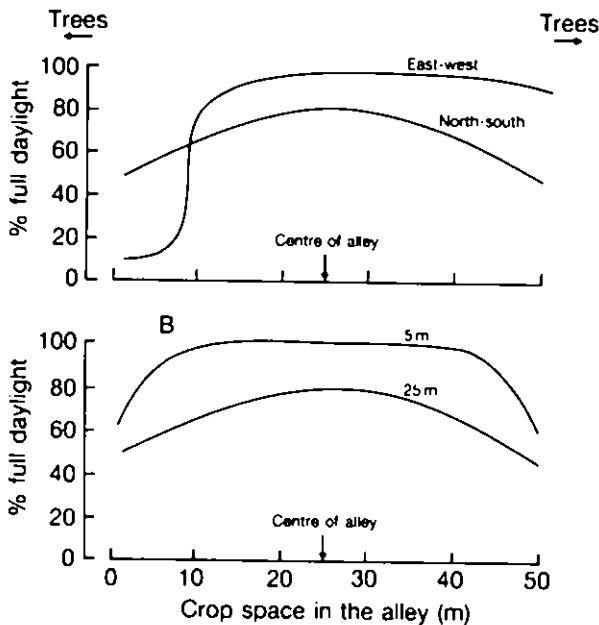 Trees Trees
East-west
North-south
Centre of alley
100
80
60
40
20
0
% full daylight
B
5m
25m
Centre of alley
100
80
60
40
20
0
% full daylight
0 10 20 30 40 50
Crop space in the alley (m)